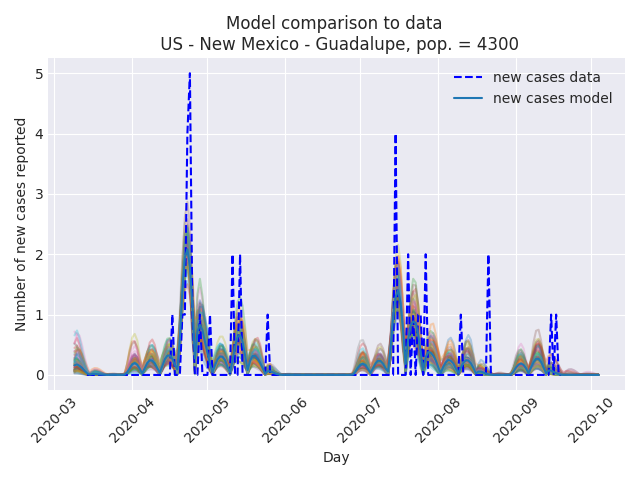 Model comparison to data
US - New Mexico - Guadalupe, pop. = 4300
new cases data
new cases model
Number of new cases reported
5
4
3
2
1
0
2020-03
2020-04
2020-05
2020-06
2020-07
2020-08
2020-09
2020-10
Day